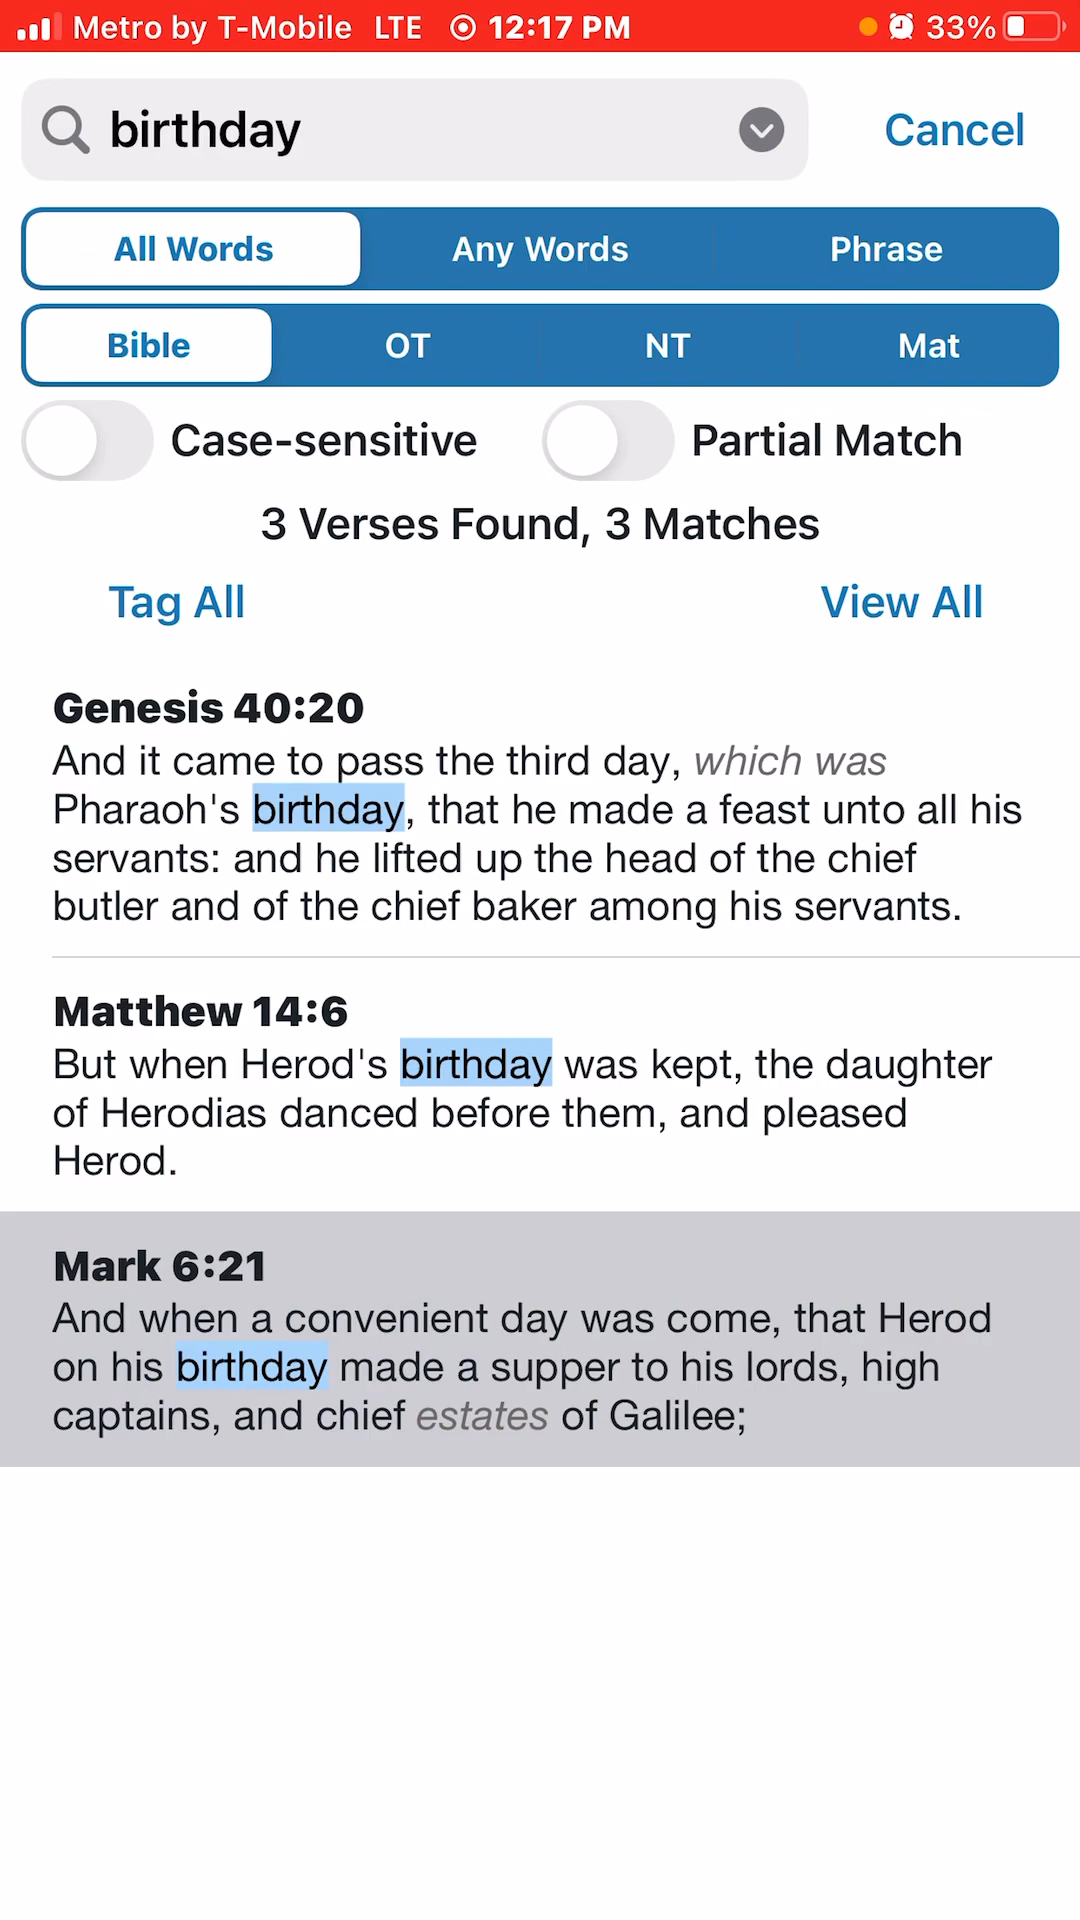 Metro by T-Mobile LTE 12:17 PM 33%
birthday Cancel
All Words Any Words Phrase
Bible OT NT Mat
Case-sensitive Partial Match
3 Verses Found, 3 Matches
Tag All View All
Genesis 40:20
And it came to pass the third day, which was
Pharaoh's birthday, that he made a feast unto all his
servants: and he lifted up the head of the chief
butler and of the chief baker among his servants.
Matthew 14:6
But when Herod's birthday was kept, the daughter
of Herodias danced before them, and pleased
Herod.
Mark 6:21
And when a convenient day was come, that Herod
on his birthday made a supper to his lords, high
captains, and chief estates of Galilee;